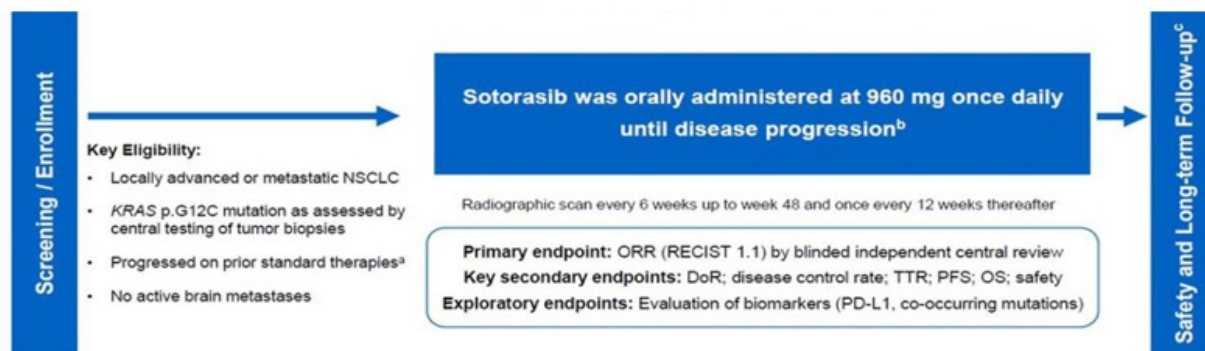 Screening / Enrollment
Key Eligibility:
• Locally advanced or metastatic NSCLC
• KRAS p.G12C mutation as assessed by
central testing of tumor biopsies
• Progressed on prior standard therapiesᵃ
• No active brain metastases
Sotorasib was orally administered at 960 mg once daily
until disease progressionᵇ
Radiographic scan every 6 weeks up to week 48 and once every 12 weeks thereafter
Primary endpoint: ORR (RECIST 1.1) by blinded independent central review
Key secondary endpoints: DoR; disease control rate; TTR; PFS; OS; safety
Exploratory endpoints: Evaluation of biomarkers (PD-L1, co-occurring mutations)
Safety and Long-term Follow-upᶜ